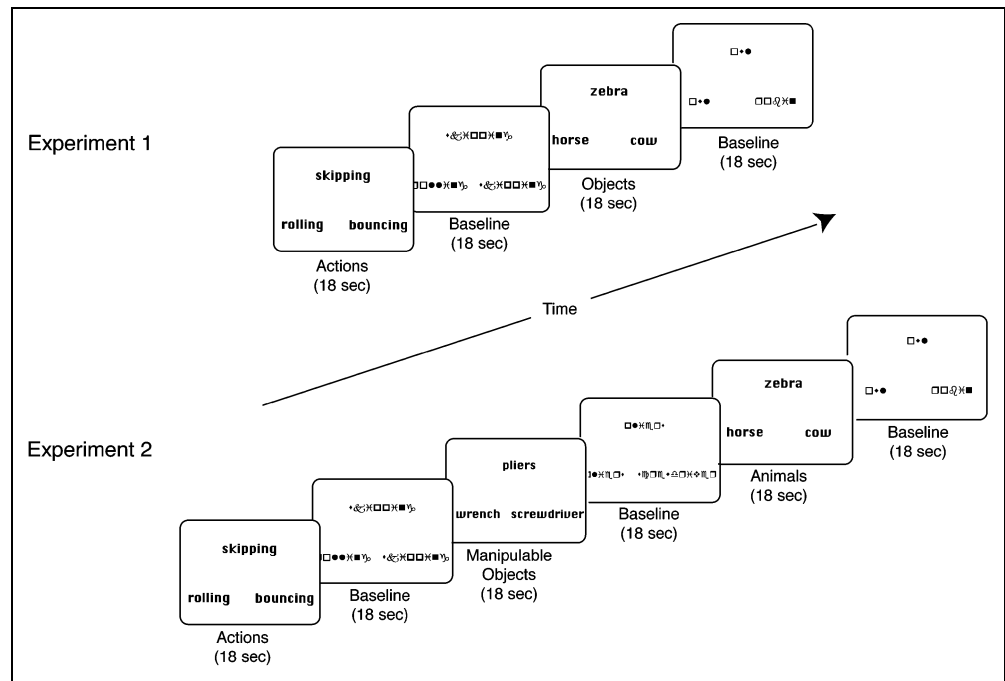 Experiment 1
skipping
rolling bouncing
Actions
(18 sec)
Baseline
(18 sec)
zebra
horse cow
Objects
(18 sec)
Baseline
(18 sec)
Time
Experiment 2
skipping
rolling bouncing
Actions
(18 sec)
Baseline
(18 sec)
pliers
wrench screwdriver
Manipulable
Objects
(18 sec)
Baseline
(18 sec)
zebra
horse cow
Animals
(18 sec)
Baseline
(18 sec)